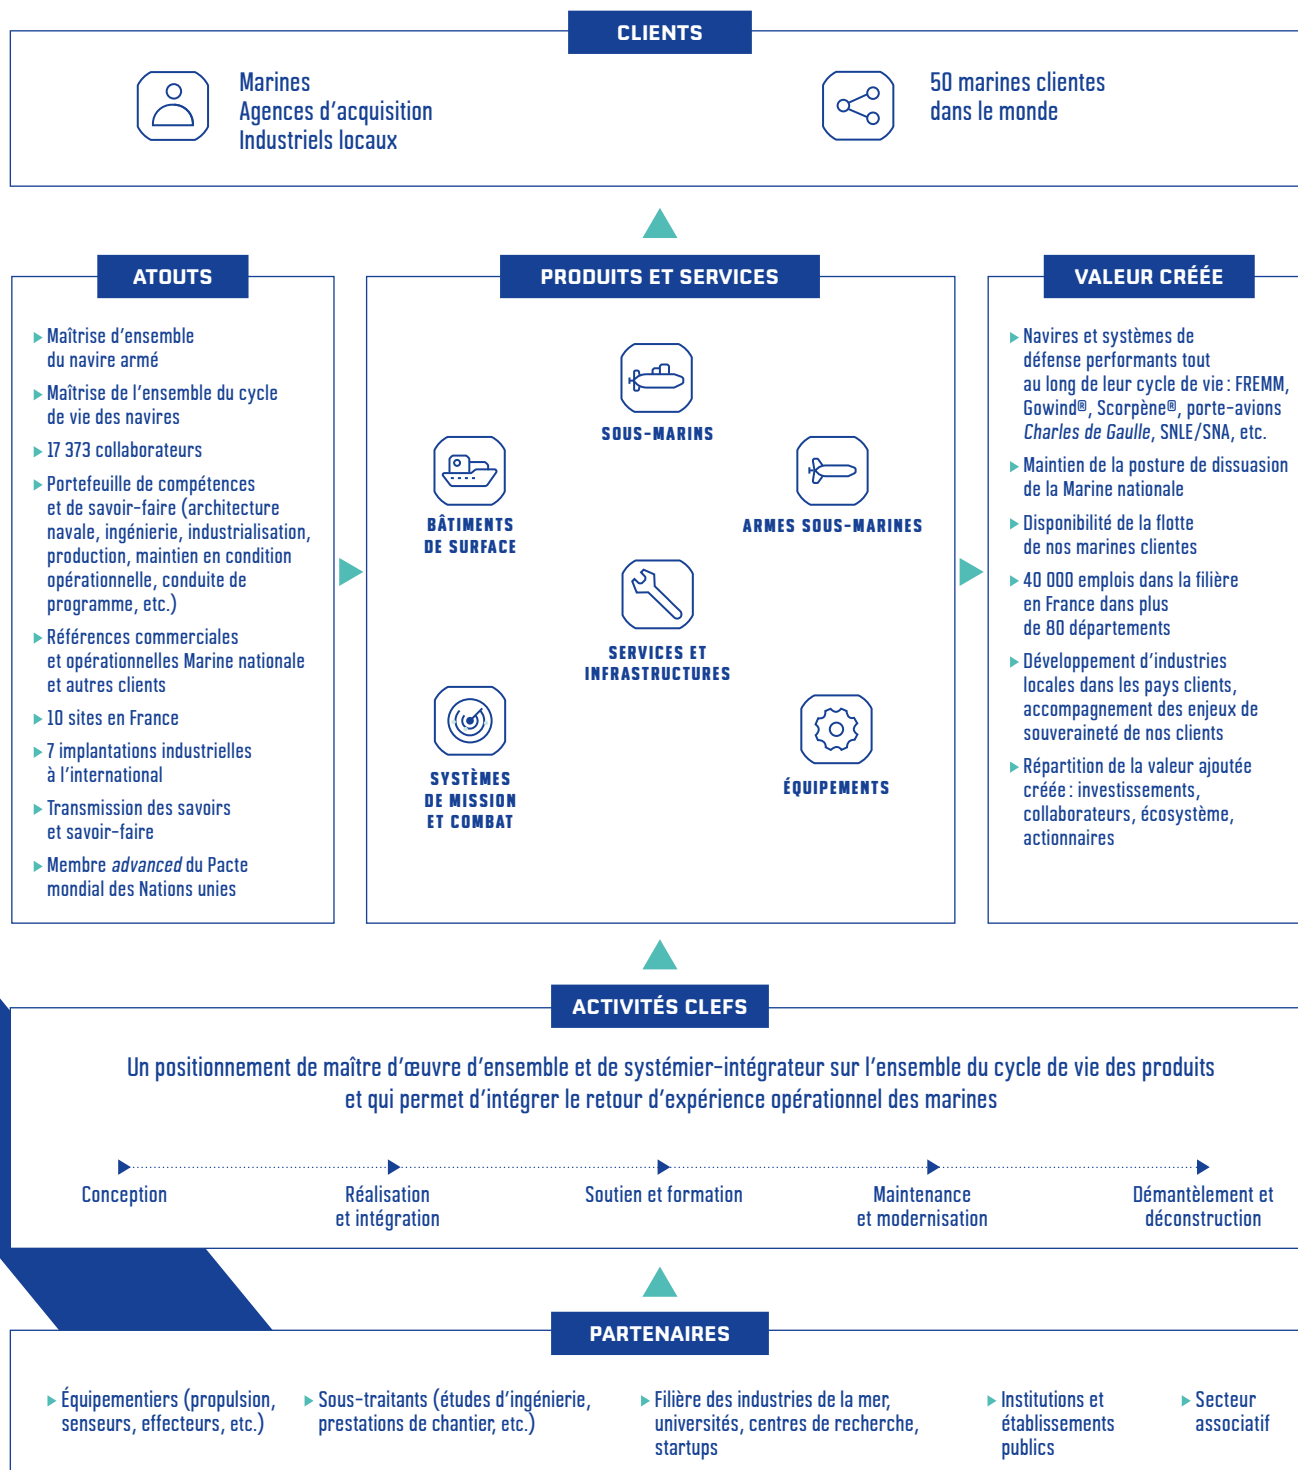 CLIENTS
Marines
Agences d'acquisition
Industriels locaux
50 marines clientes
dans le monde
ATOUTS
▶ Maîtrise d'ensemble
du navire armé
▶ Maîtrise de l'ensemble du cycle
de vie des navires
▶ 17 373 collaborateurs
▶ Portefeuille de compétences
et de savoir-faire (architecture
navale, ingénierie, industrialisation,
production, maintien en condition
opérationnelle, conduite de
programme, etc.)
▶ Références commerciales
et opérationnelles Marine nationale
et autres clients
▶ 10 sites en France
▶ 7 implantations industrielles
à l'international
▶ Transmission des savoirs
et savoir-faire
▶ Membre advanced du Pacte
mondial des Nations unies
PRODUITS ET SERVICES
SOUS-MARINS
BÂTIMENTS
DE SURFACE
ARMES SOUS-MARINES
SERVICES ET
INFRASTRUCTURES
SYSTÈMES
DE MISSION
ET COMBAT
ÉQUIPEMENTS
VALEUR CRÉÉE
▶ Navires et systèmes de
défense performants tout
au long de leur cycle de vie : FREMM,
Gowind®, Scorpène®, porte-avions
Charles de Gaulle, SNLE/SNA, etc.
▶ Maintien de la posture de dissuasion
de la Marine nationale
▶ Disponibilité de la flotte
de nos marines clientes
▶ 40 000 emplois dans la filière
en France dans plus
de 80 départements
▶ Développement d'industries
locales dans les pays clients,
accompagnement des enjeux de
souveraineté de nos clients
▶ Répartition de la valeur ajoutée
créée : investissements,
collaborateurs, écosystème,
actionnaires
ACTIVITÉS CLEFS
Un positionnement de maître d'œuvre d'ensemble et de systémier-intégrateur sur l'ensemble du cycle de vie des produits
et qui permet d'intégrer le retour d'expérience opérationnel des marines
Conception
Réalisation
et intégration
Soutien et formation
Maintenance
et modernisation
Démantèlement et
déconstruction
PARTENAIRES
▶ Équipementiers (propulsion,
senseurs, effecteurs, etc.)
▶ Sous-traitants (études d'ingénierie,
prestations de chantier, etc.)
▶ Filière des industries de la mer,
universités, centres de recherche,
startups
▶ Institutions et
établissements
publics
▶ Secteur
associatif